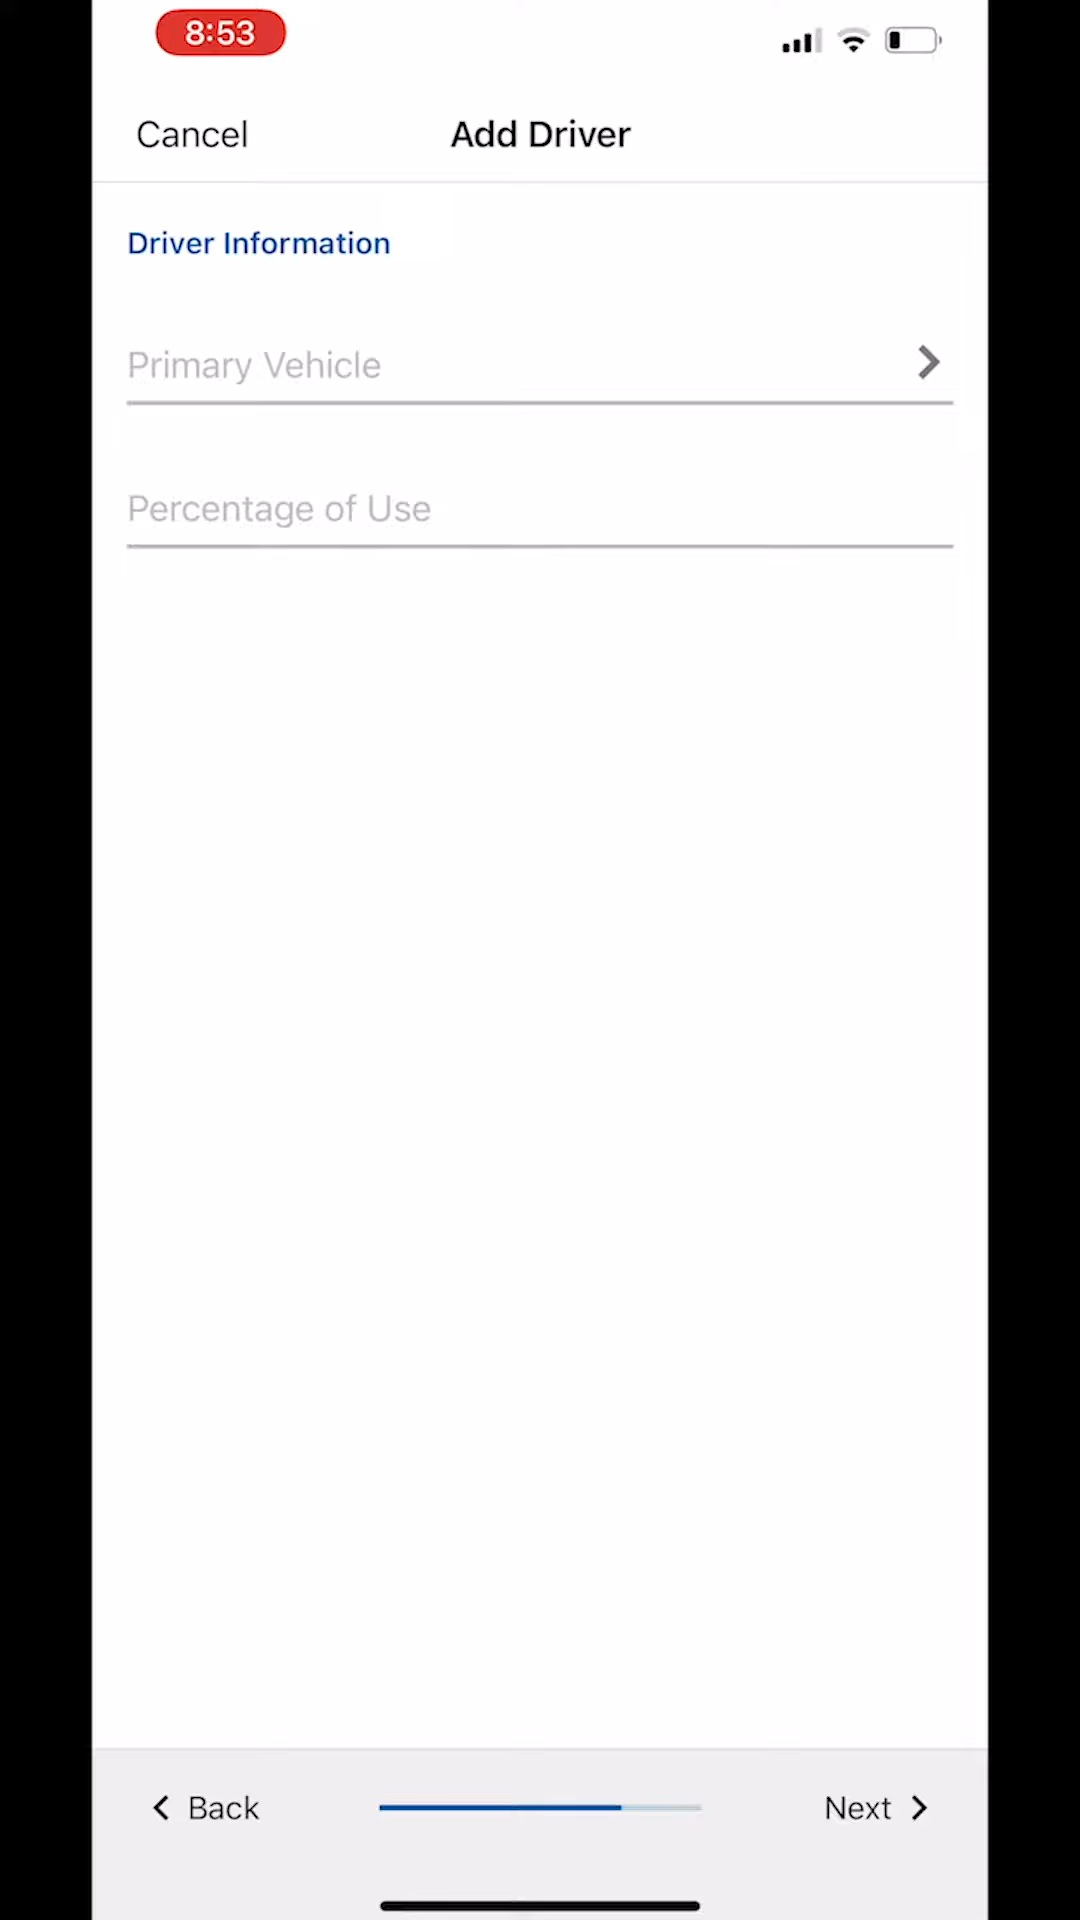 8:53
Cancel
Add Driver
Driver Information
Primary Vehicle
Percentage of Use
Back
Next